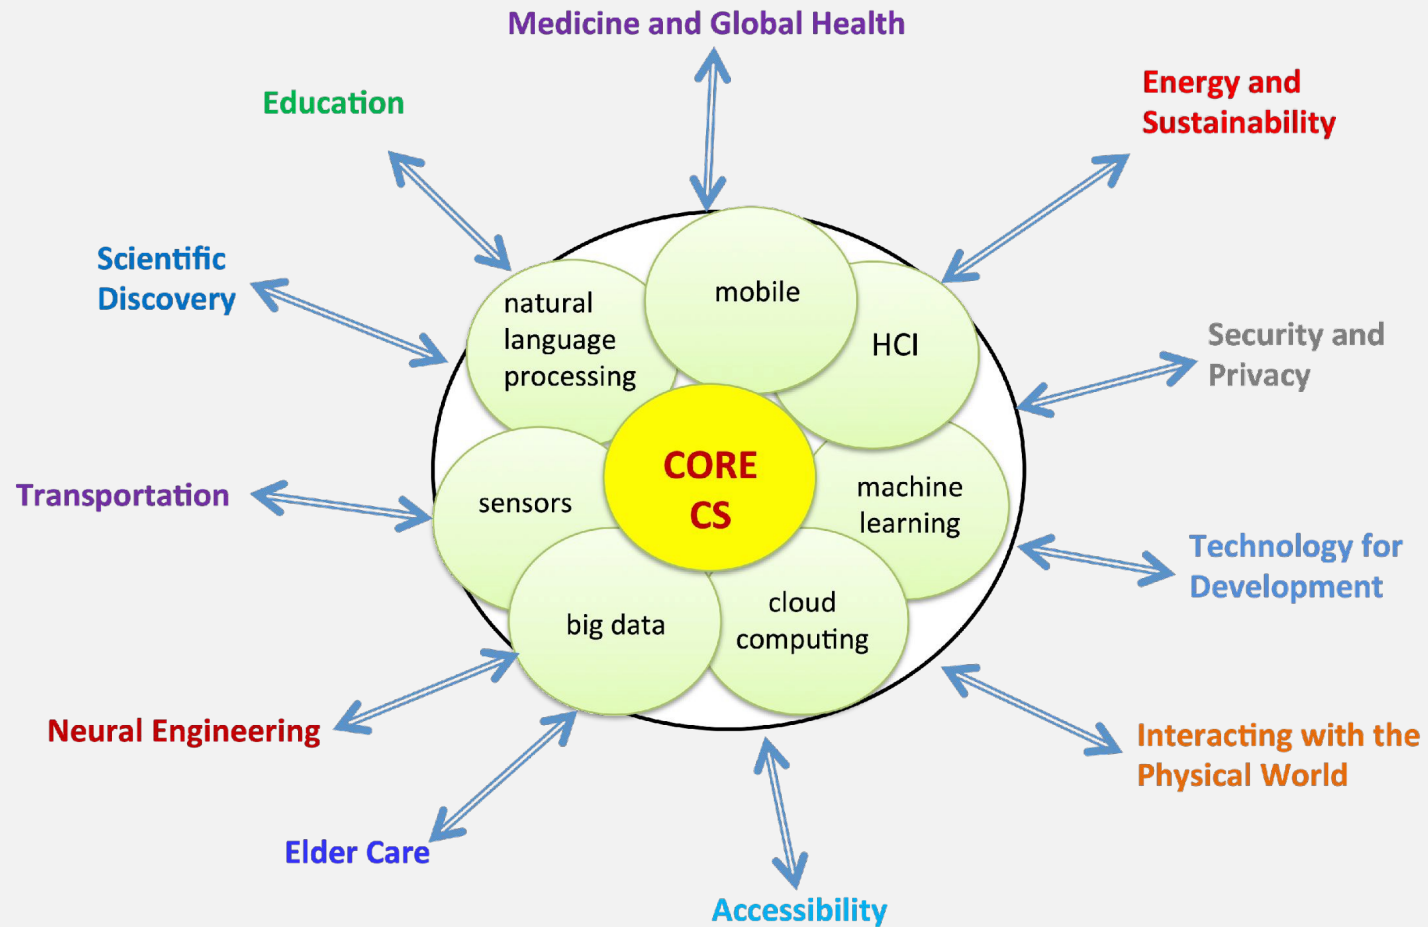 Medicine and Global Health
Education
Energy and
Sustainability
Scientific
Discovery
natural
language
processing
mobile
HCI
Security and
Privacy
Transportation
sensors
CORE
CS
machine
learning
Technology for
Development
big data
cloud
computing
Neural Engineering
Interacting with the
Physical World
Elder Care
Accessibility